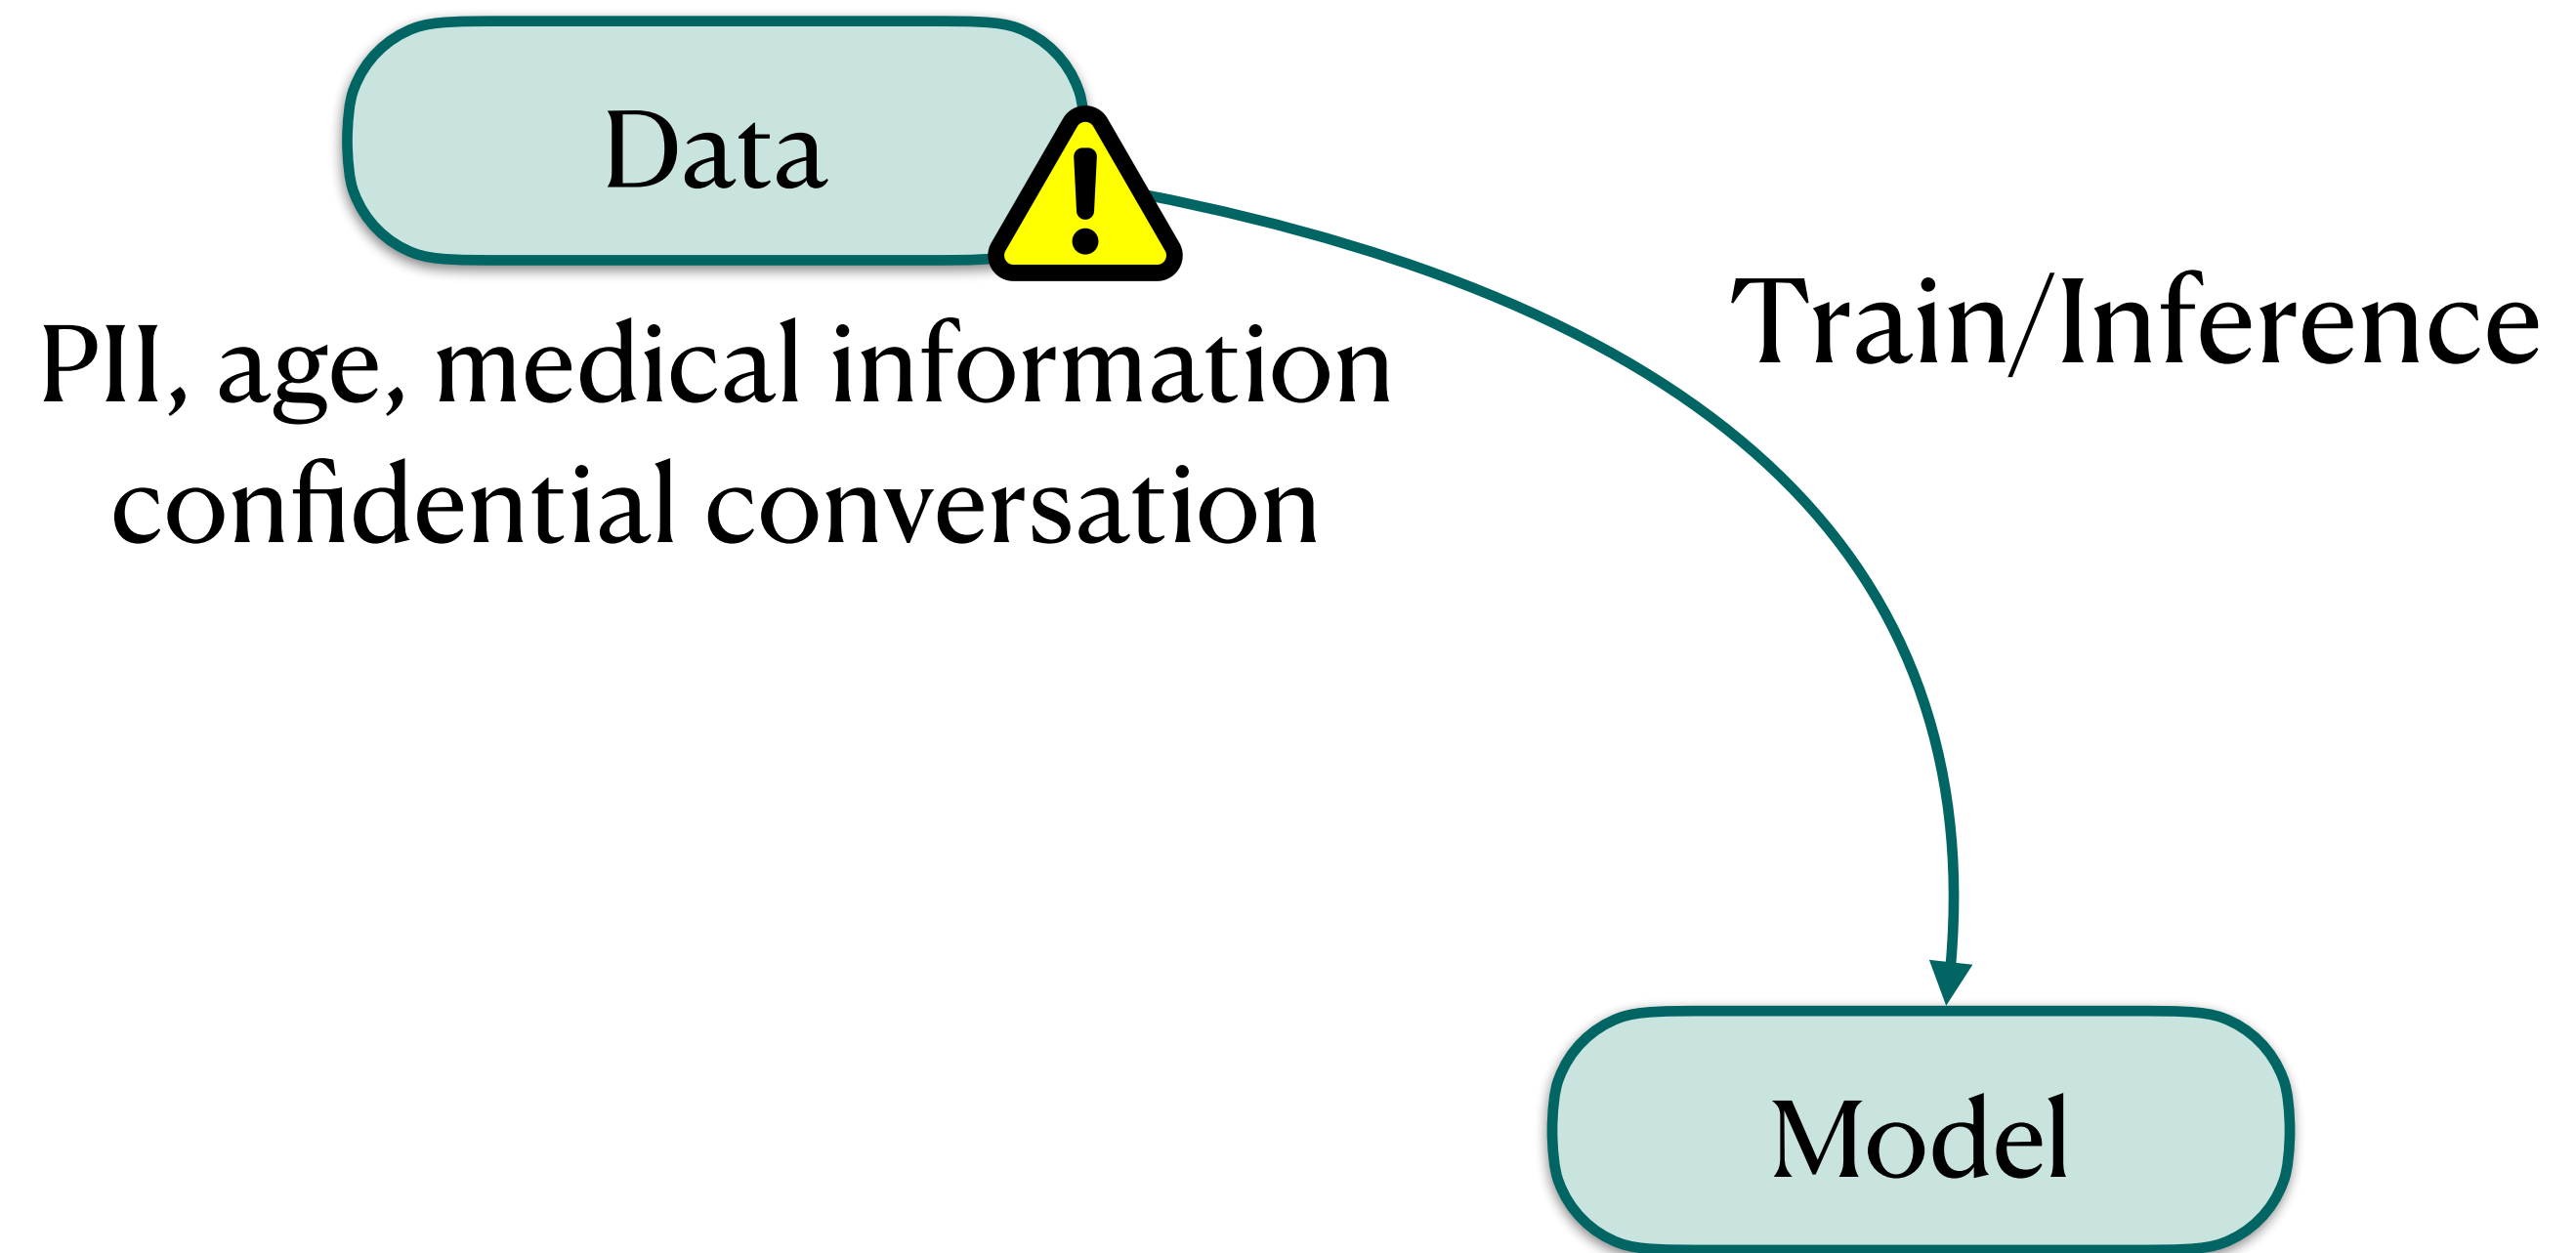 Data
PII, age, medical information
confidential conversation
Train/Inference
Model